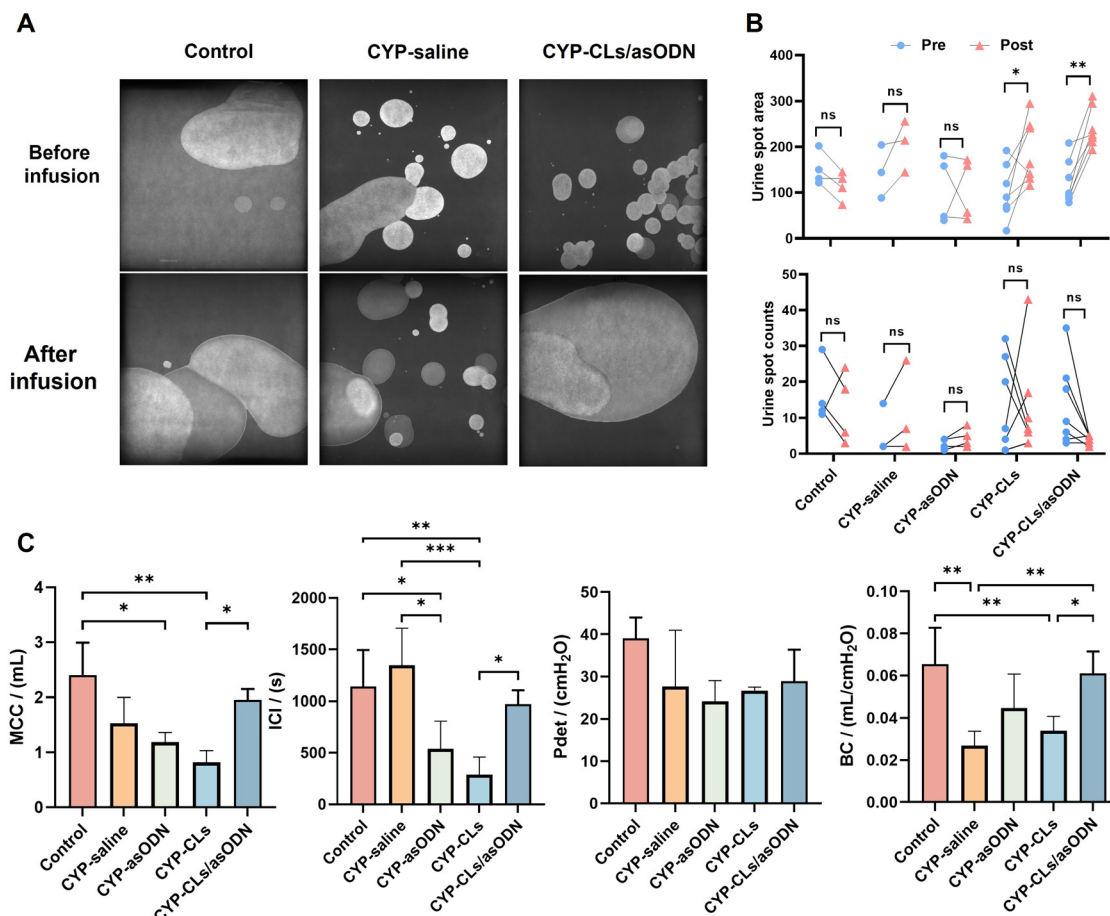 A
Control
CYP-saline
CYP-CLs/asODN
Before
infusion
After
infusion
B
Pre
Post
Urine spot area
400
300
200
100
0
ns
ns
ns
*
**
Urine spot counts
50
40
30
20
10
0
ns
ns
ns
ns
ns
Control
CYP-saline
CYP-asODN
CYP-CLs
CYP-CLs/asODN
C
MCC / (mL)
4
3
2
1
0
**
*
*
Control
CYP-saline
CYP-asODN
CYP-CLs
CYP-CLs/asODN
ICI / (s)
2000
1500
1000
500
0
**
***
*
*
*
Control
CYP-saline
CYP-asODN
CYP-CLs
CYP-CLs/asODN
Pdet / (cmH₂O)
50
40
30
20
10
0
Control
CYP-saline
CYP-asODN
CYP-CLs
CYP-CLs/asODN
BC / (mL/cmH₂O)
0.10
0.08
0.06
0.04
0.02
0.00
**
**
**
*
Control
CYP-saline
CYP-asODN
CYP-CLs
CYP-CLs/asODN